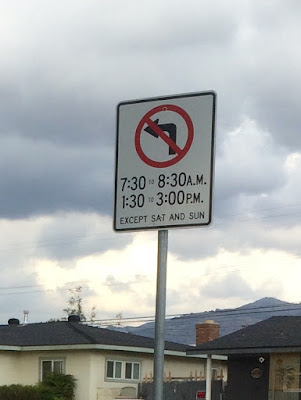 7:30 TO 8:30 A.M.
1:30 TO 3:00 P.M.
EXCEPT SAT AND SUN